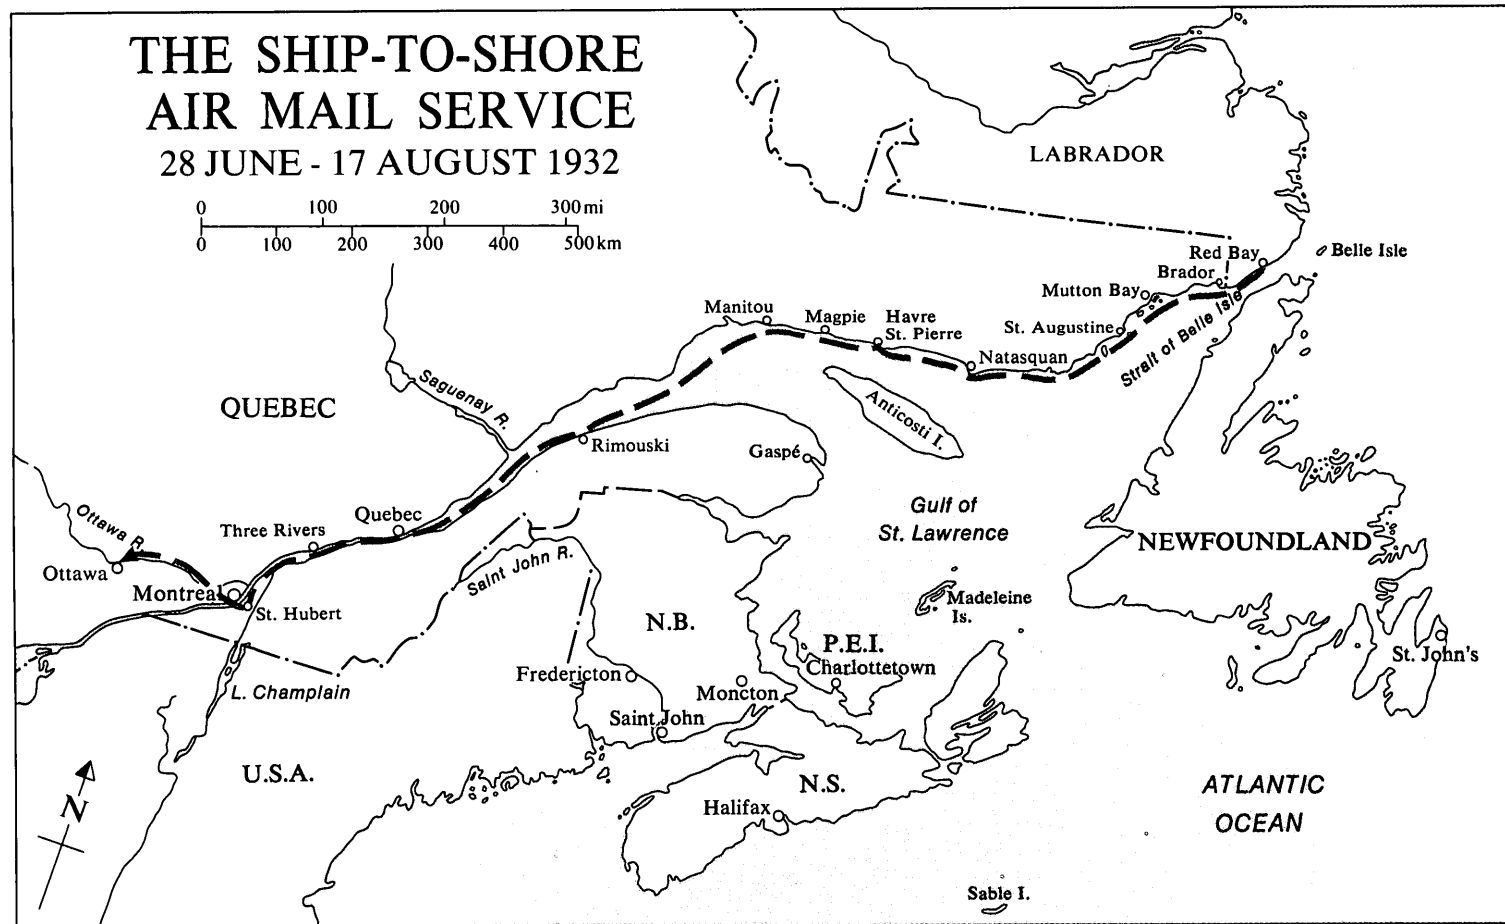 THE SHIP-TO-SHORE
AIR MAIL SERVICE
28 JUNE - 17 AUGUST 1932
0 100 200 300 mi
0 100 200 300 400 500 km
LABRADOR
Red Bay
Belle Isle
Brador
Mutton Bay
St. Augustine
Strait of Belle Isle
Manitou
Magpie
Havre
St. Pierre
Natasquan
Saguenay R.
QUEBEC
Anticosti I.
Rimouski
Gaspé
Gulf of
St. Lawrence
Quebec
Three Rivers
Ottawa R.
Ottawa
Montreal
St. Hubert
Saint John R.
NEWFOUNDLAND
Madeleine
Is.
N.B.
P.E.I.
Charlottetown
St. John's
Fredericton
Moncton
L. Champlain
Saint John
U.S.A.
N.S.
Halifax
ATLANTIC
OCEAN
N
Sable I.